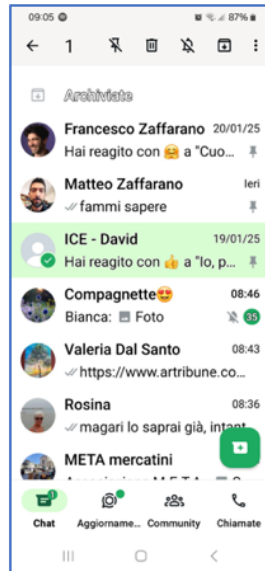 09:05 87%
1
Archiviate
Francesco Zaffarano 20/01/25
Hai reagito con 🤗 a "Cuo...
Matteo Zaffarano Ieri
fammi sapere
ICE - David 19/01/25
Hai reagito con 👍 a "Io, p...
Compagnette😍 08:46
Bianca: Foto 35
Valeria Dal Santo 08:43
https://www.artribune.co...
Rosina 08:36
magari lo saprai già, intant
META mercatini
Chat Aggiorname... Community Chiamate